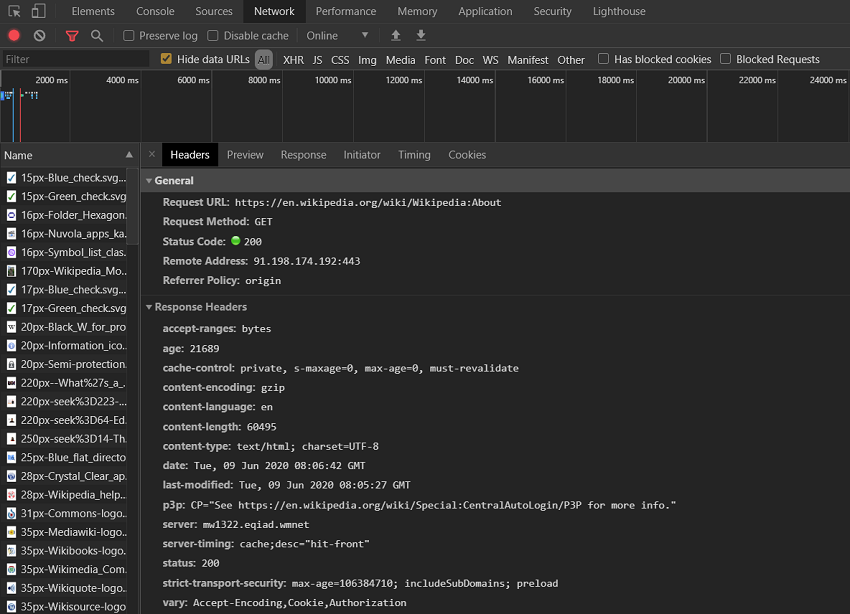 Elements Console Sources Network Performance Memory Application Security Lighthouse
Preserve log Disable cache Online
Filter Hide data URLs All XHR JS CSS Img Media Font Doc WS Manifest Other Has blocked cookies Blocked Requests
2000 ms 4000 ms 6000 ms 8000 ms 10000 ms 12000 ms 14000 ms 16000 ms 18000 ms 20000 ms 22000 ms 24000 ms
Name
15px-Blue_check.svg...
15px-Green_check.svg
16px-Folder_Hexagon.
16px-Nuvola_apps_ka..
16px-Symbol_list_clas.
170px-Wikipedia_Mo..
17px-Blue_check.svg...
17px-Green_check.svg
20px-Black_W_for_pro
20px-Information_ico..
20px-Semi-protection.
220px--What%27s_a_.
220px-seek%3D223-...
220px-seek%3D64-Ed.
250px-seek%3D14-Th.
25px-Blue_flat_directo
28px-Crystal_Clear_ap.
28px-Wikipedia_help...
31px-Commons-logo..
35px-Mediawiki-logo..
35px-Wikibooks-logo..
35px-Wikimedia_Com.
35px-Wikiquote-logo..
35px-Wikisource-logo
× Headers Preview Response Initiator Timing Cookies
General
Request URL: https://en.wikipedia.org/wiki/Wikipedia:About
Request Method: GET
Status Code: 200
Remote Address: 91.198.174.192:443
Referrer Policy: origin
Response Headers
accept-ranges: bytes
age: 21689
cache-control: private, s-maxage=0, max-age=0, must-revalidate
content-encoding: gzip
content-language: en
content-length: 60495
content-type: text/html; charset=UTF-8
date: Tue, 09 Jun 2020 08:06:42 GMT
last-modified: Tue, 09 Jun 2020 08:05:27 GMT
p3p: CP="See https://en.wikipedia.org/wiki/Special:CentralAutoLogin/P3P for more info."
server: mw1322.eqiad.wmnet
server-timing: cache;desc="hit-front"
status: 200
strict-transport-security: max-age=106384710; includeSubDomains; preload
vary: Accept-Encoding,Cookie,Authorization